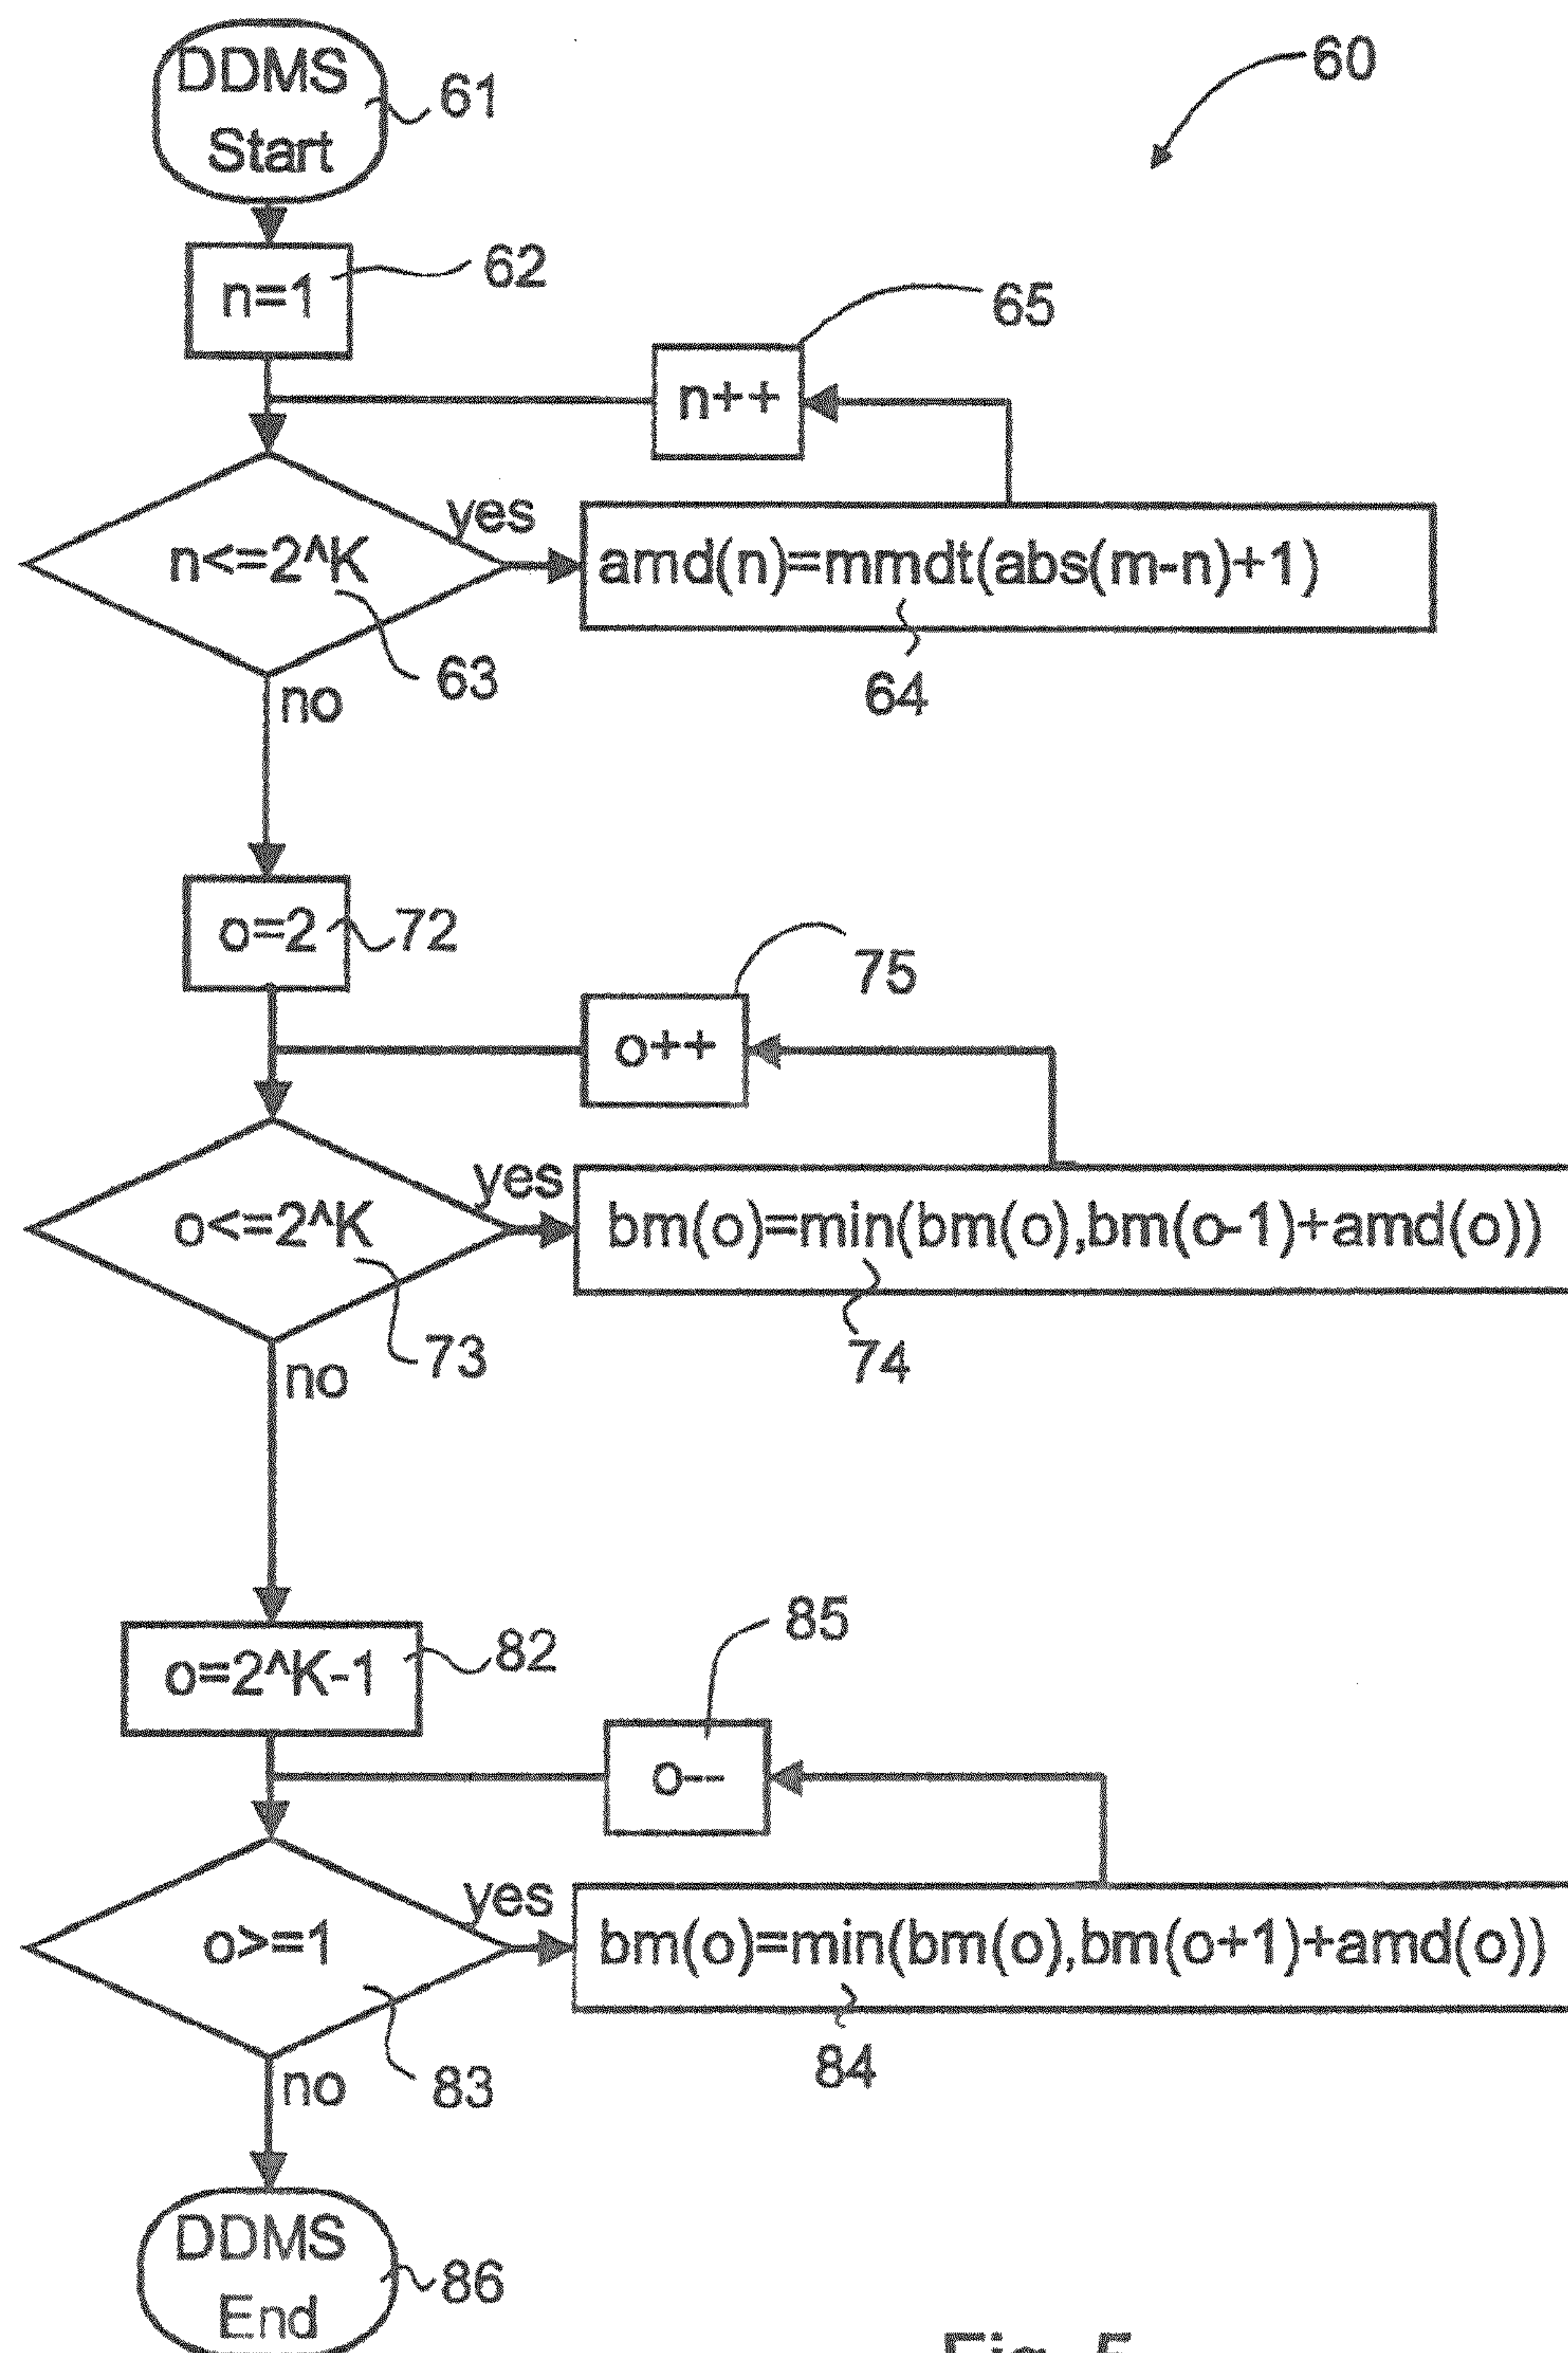 DDMS
Start
61
60
n=1
62
65
n++
yes
n<=2^K
amd(n)=mmdt(abs(m-n)+1)
63
64
no
o=2
72
75
o++
yes
o<=2^K
bm(o)=min(bm(o),bm(o-1)+amd(o))
73
74
no
o=2^K-1
82
85
o--
yes
o>=1
bm(o)=min(bm(o),bm(o+1)+amd(o))
83
84
no
DDMS
End
86
Fig. 5